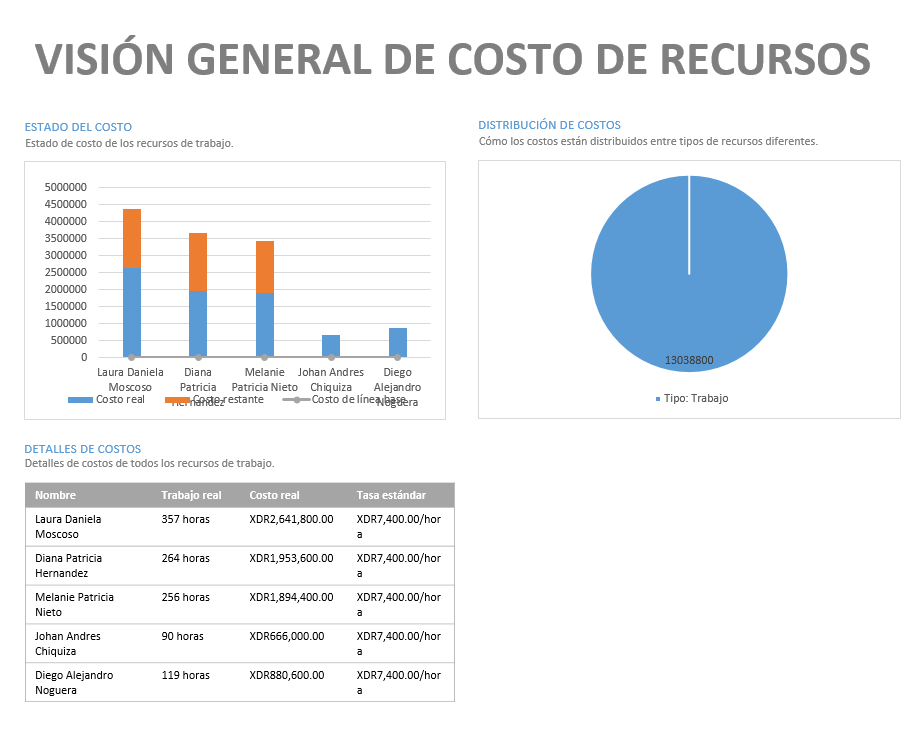 VISIÓN GENERAL DE COSTO DE RECURSOS
ESTADO DEL COSTO
Estado de costo de los recursos de trabajo.
5000000
4500000
4000000
3500000
3000000
2500000
2000000
1500000
1000000
500000
0
Laura Daniela Moscoso
Diana Patricia Hernandez
Melanie Patricia Nieto
Johan Andres Chiquiza
Diego Alejandro Noguera
Costo real
Costo restante
Costo de línea base
DISTRIBUCIÓN DE COSTOS
Cómo los costos están distribuidos entre tipos de recursos diferentes.
13038800
Tipo: Trabajo
DETALLES DE COSTOS
Detalles de costos de todos los recursos de trabajo.
Nombre Trabajo real Costo real Tasa estándar
Laura Daniela 357 horas XDR2,641,800.00 XDR7,400.00/hor
Moscoso a
Diana Patricia 264 horas XDR1,953,600.00 XDR7,400.00/hor
Hernandez a
Melanie Patricia 256 horas XDR1,894,400.00 XDR7,400.00/hor
Nieto a
Johan Andres 90 horas XDR666,000.00 XDR7,400.00/hor
Chiquiza a
Diego Alejandro 119 horas XDR880,600.00 XDR7,400.00/hor
Noguera a